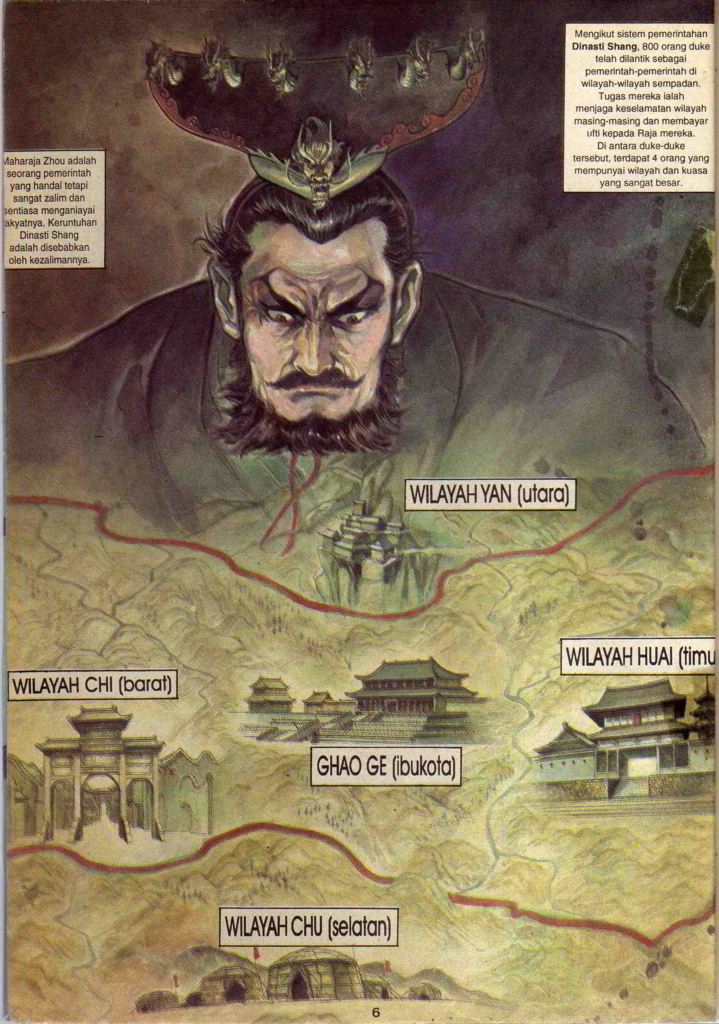 Mengikut sistem pemerintahan
Dinasti Shang, 800 orang duke
telah dilantik sebagai
pemerintah-pemerintah di
wilayah-wilayah sempadan.
Tugas mereka ialah
menjaga keselamatan wilayah
masing-masing dan membayar
ufti kepada Raja mereka.
Di antara duke-duke
tersebut, terdapat 4 orang yang
mempunyai wilayah dan kuasa
yang sangat besar.
Maharaja Zhou adalah
seorang pemerintah
yang handal tetapi
sangat zalim dan
sentiasa menganiayai
akyatnya. Keruntuhan
Dinasti Shang
adalah disebabkan
oleh kezalimannya.
WILAYAH YAN (utara)
WILAYAH HUAI (timu
WILAYAH CHI (barat)
GHAO GE (ibukota)
WILAYAH CHU (selatan)
6